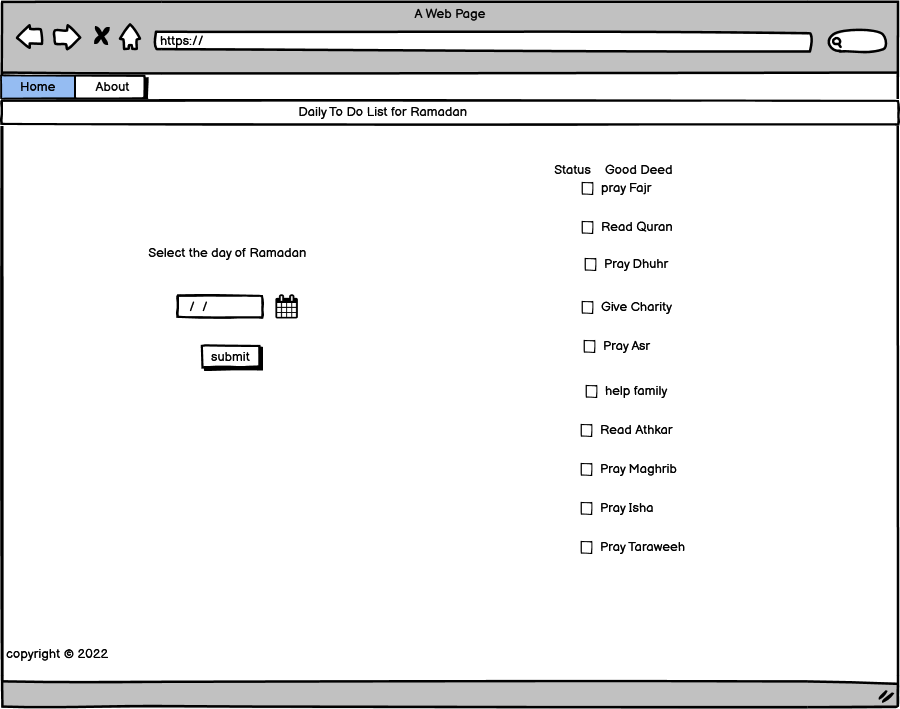 A Web Page
https://
Home About
Daily To Do List for Ramadan
Status Good Deed
pray Fajr
Read Quran
Select the day of Ramadan
Pray Dhuhr
/ /
Give Charity
Pray Asr
submit
help family
Read Athkar
Pray Maghrib
Pray Isha
Pray Taraweeh
copyright © 2022